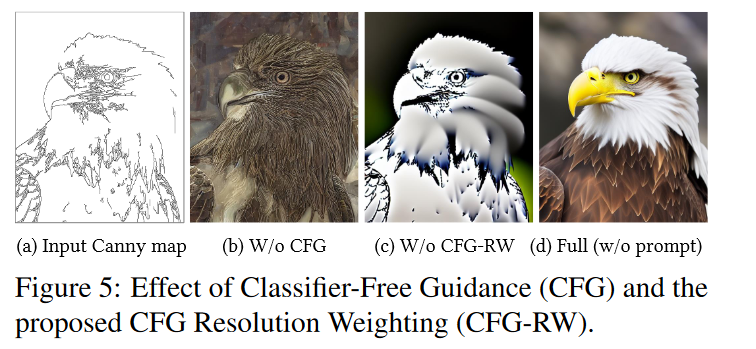 (a) Input Canny map (b) W/o CFG (c) W/o CFG-RW (d) Full (w/o prompt)
Figure 5: Effect of Classifier-Free Guidance (CFG) and the
proposed CFG Resolution Weighting (CFG-RW).